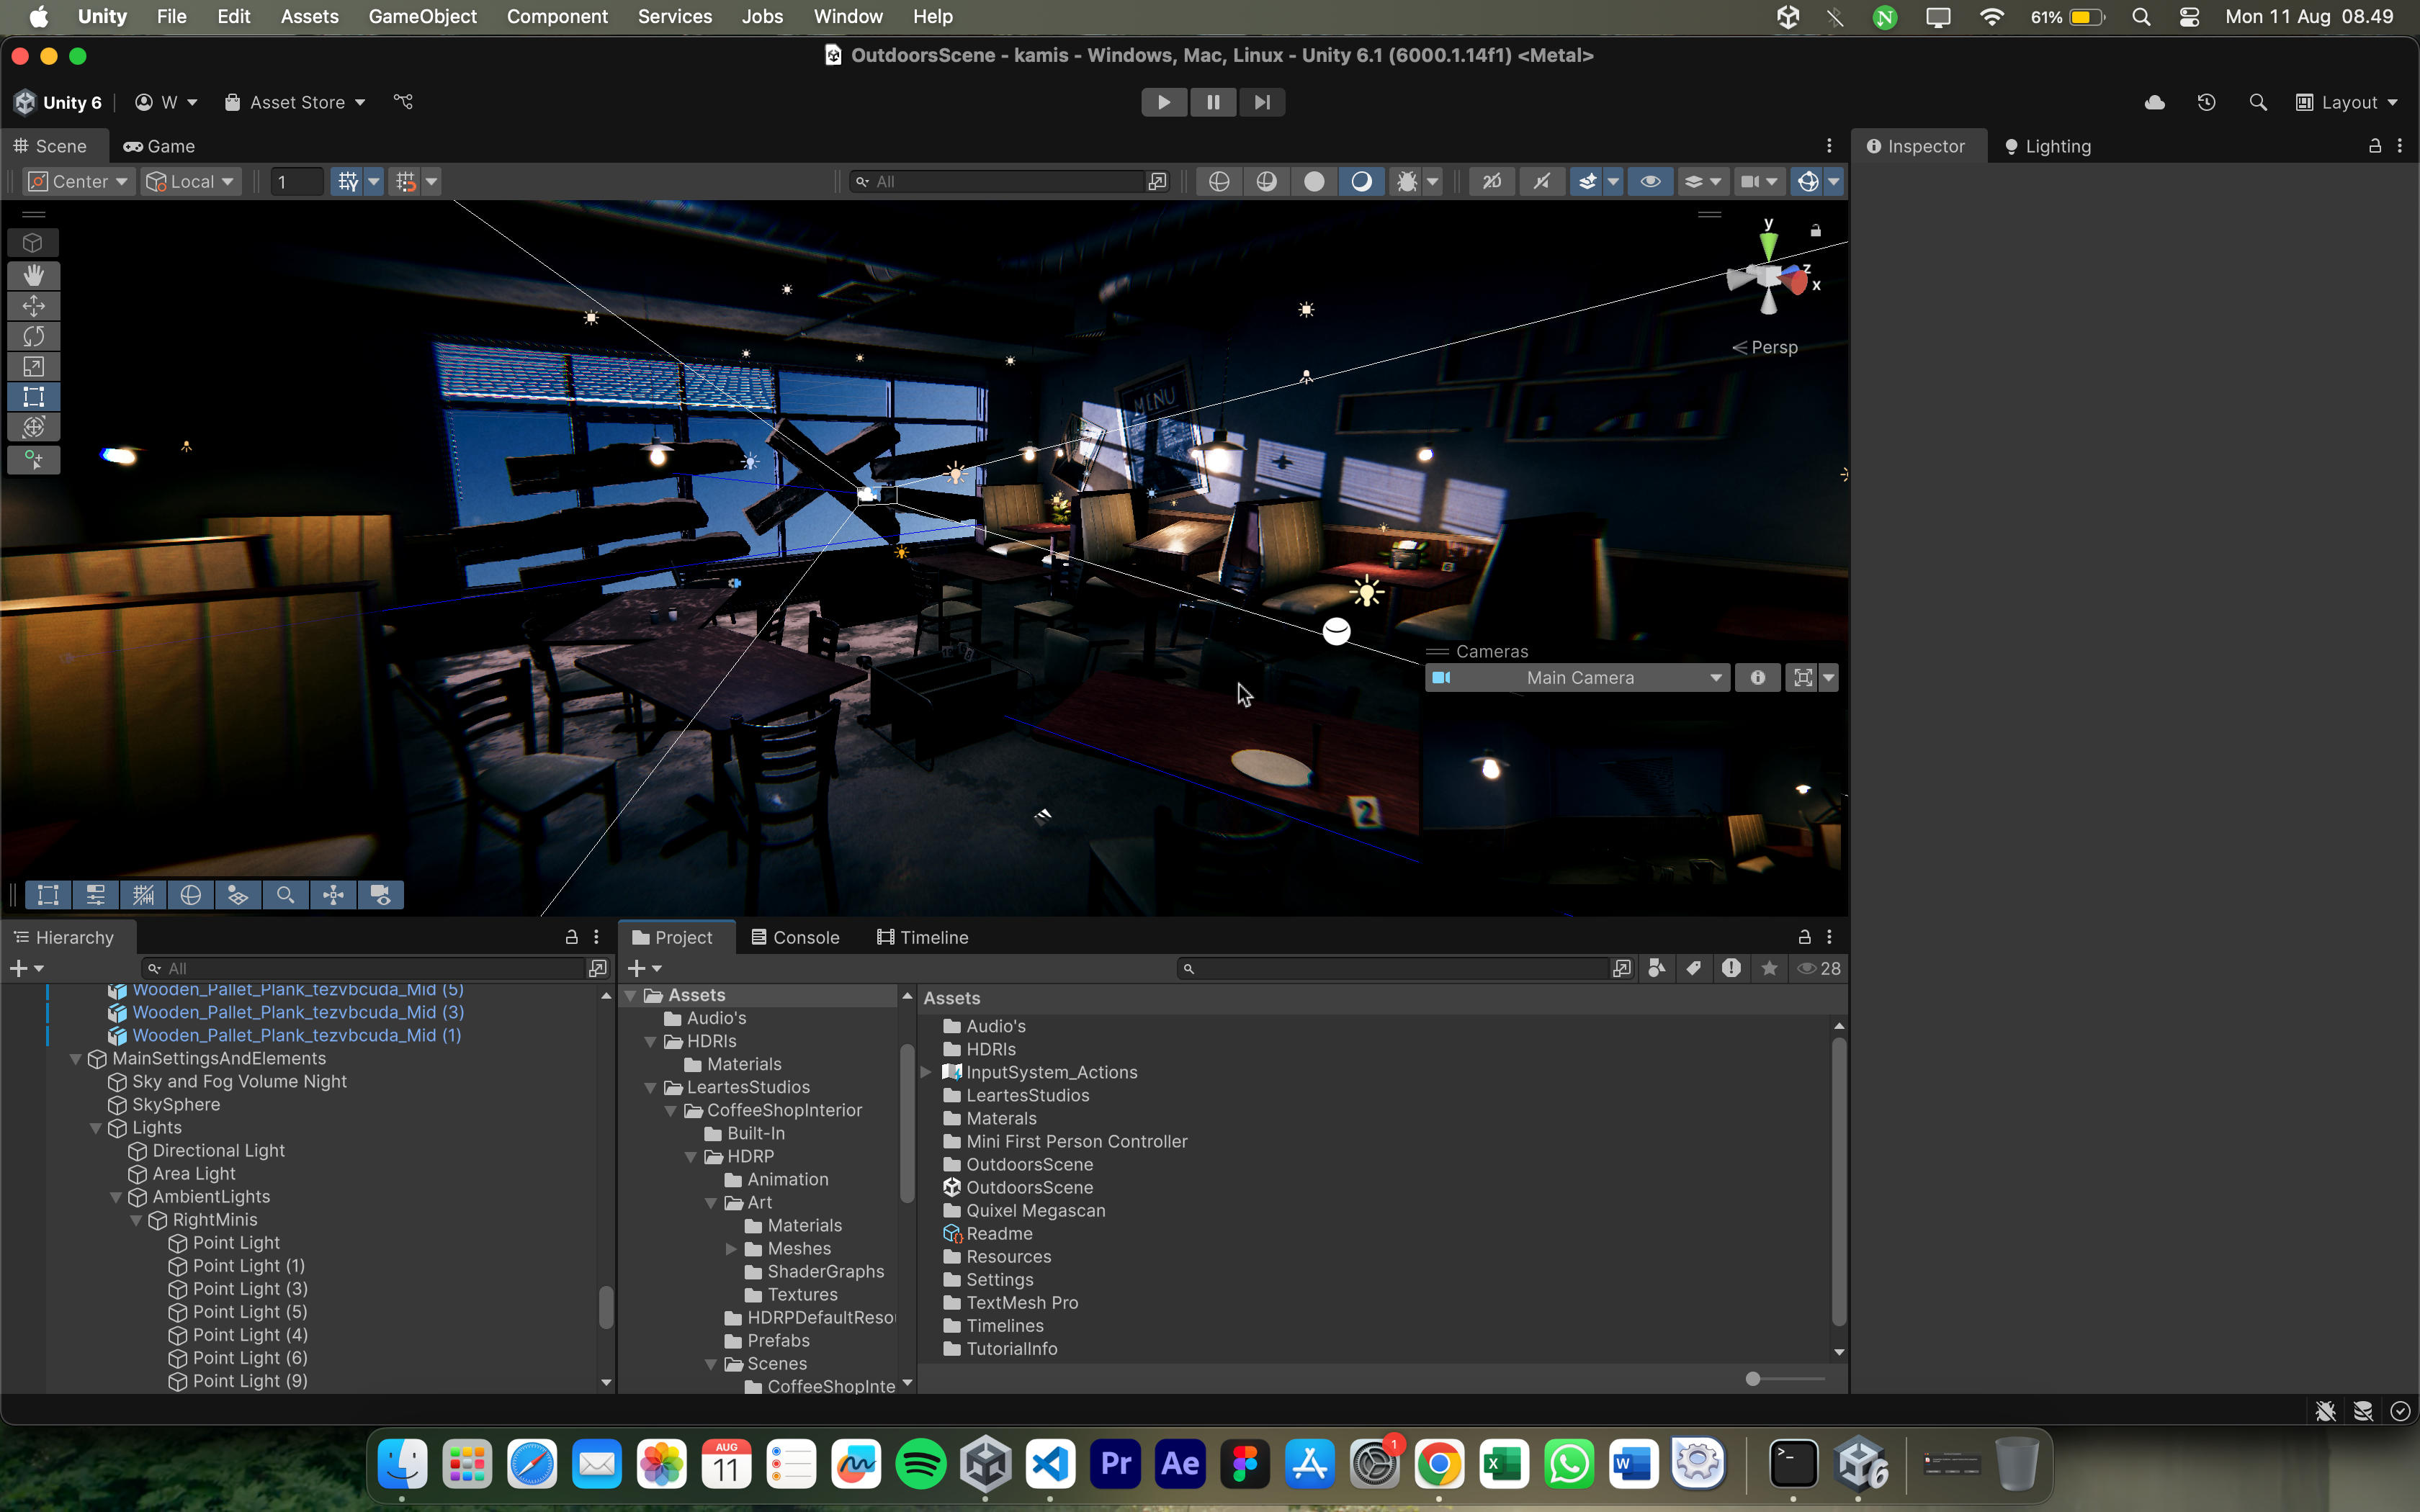 Unity File Edit Assets GameObject Component Services Jobs Window Help 61% Mon 11 Aug 08.49
OutdoorsScene - kamis - Windows, Mac, Linux - Unity 6.1 (6000.1.14f1) <Metal>
Unity 6 W Asset Store Layout
Scene Game Inspector Lighting
Center Local 1 All 2D
y
z
x
Persp
MENU
Cameras
Main Camera
2
Hierarchy Project Console Timeline
All 28
Wooden_Pallet_Plank_tezvbcuda_Mid (5)
Wooden_Pallet_Plank_tezvbcuda_Mid (3)
Wooden_Pallet_Plank_tezvbcuda_Mid (1)
MainSettingsAndElements
Sky and Fog Volume Night
SkySphere
Lights
Directional Light
Area Light
AmbientLights
RightMinis
Point Light
Point Light (1)
Point Light (3)
Point Light (5)
Point Light (4)
Point Light (6)
Point Light (9)
Assets
Audio's
HDRIs
Materials
LeartesStudios
CoffeeShopInterior
Built-In
HDRP
Animation
Art
Materials
Meshes
ShaderGraphs
Textures
HDRPDefaultResou
Prefabs
Scenes
CoffeeShopInte
Assets
Audio's
HDRIs
InputSystem_Actions
LeartesStudios
Materals
Mini First Person Controller
OutdoorsScene
OutdoorsScene
Quixel Megascan
Readme
Resources
Settings
TextMesh Pro
Timelines
TutorialInfo
AUG
11
Pr Ae 1 X W 6